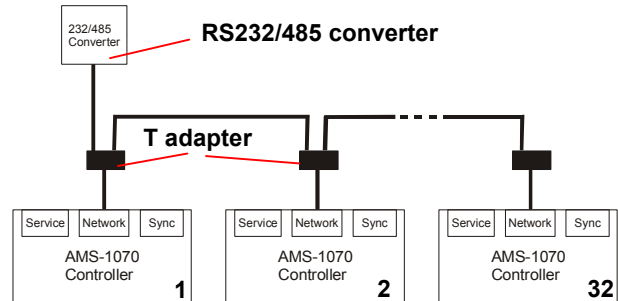 232/485
Converter
RS232/485 converter
T adapter
Service Network Sync
AMS-1070
Controller
1
Service Network Sync
AMS-1070
Controller
2
Service Network Sync
AMS-1070
Controller
32